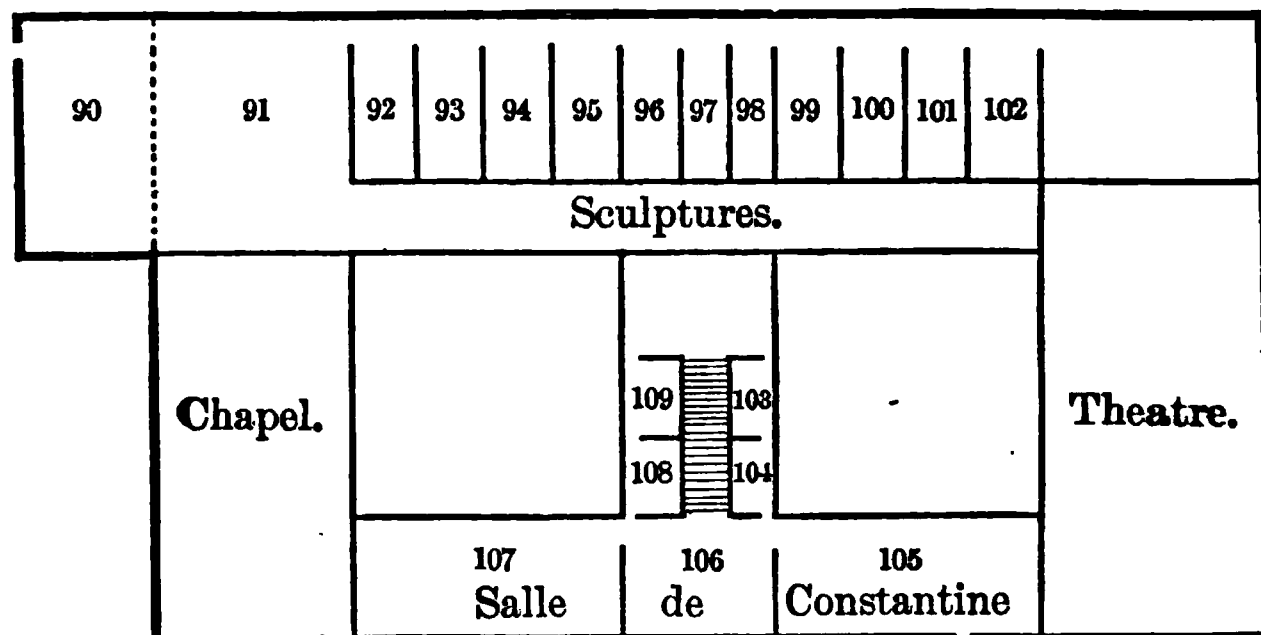 90 91 92 93 94 95 96 97 98 99 100 101 102
Sculptures.
109 103
Chapel. Theatre.
108 104
107 106 105
Salle de Constantine